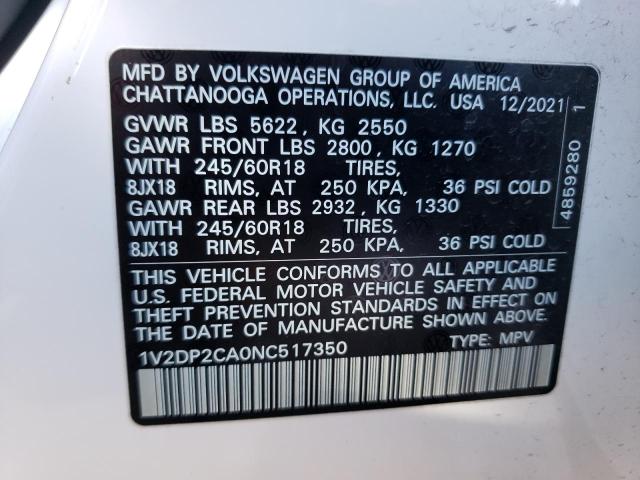 MFD BY VOLKSWAGEN GROUP OF AMERICA
CHATTANOOGA OPERATIONS, LLC. USA 12/2021
GVWR LBS 5622, KG 2550
GAWR FRONT LBS 2800, KG 1270
WITH 245/60R18 TIRES,
8JX18 RIMS, AT 250 KPA, 36 PSI COLD
GAWR REAR LBS 2932, KG 1330
WITH 245/60R18 TIRES,
8JX18 RIMS, AT 250 KPA, 36 PSI COLD
THIS VEHICLE CONFORMS TO ALL APPLICABLE
U.S. FEDERAL MOTOR VEHICLE SAFETY AND
THEFT PREVENTION STANDARDS IN EFFECT ON
THE DATE OF MANUFACTURE SHOWN ABOVE.
1V2DP2CA0NC517350 TYPE: MPV
4859280 1